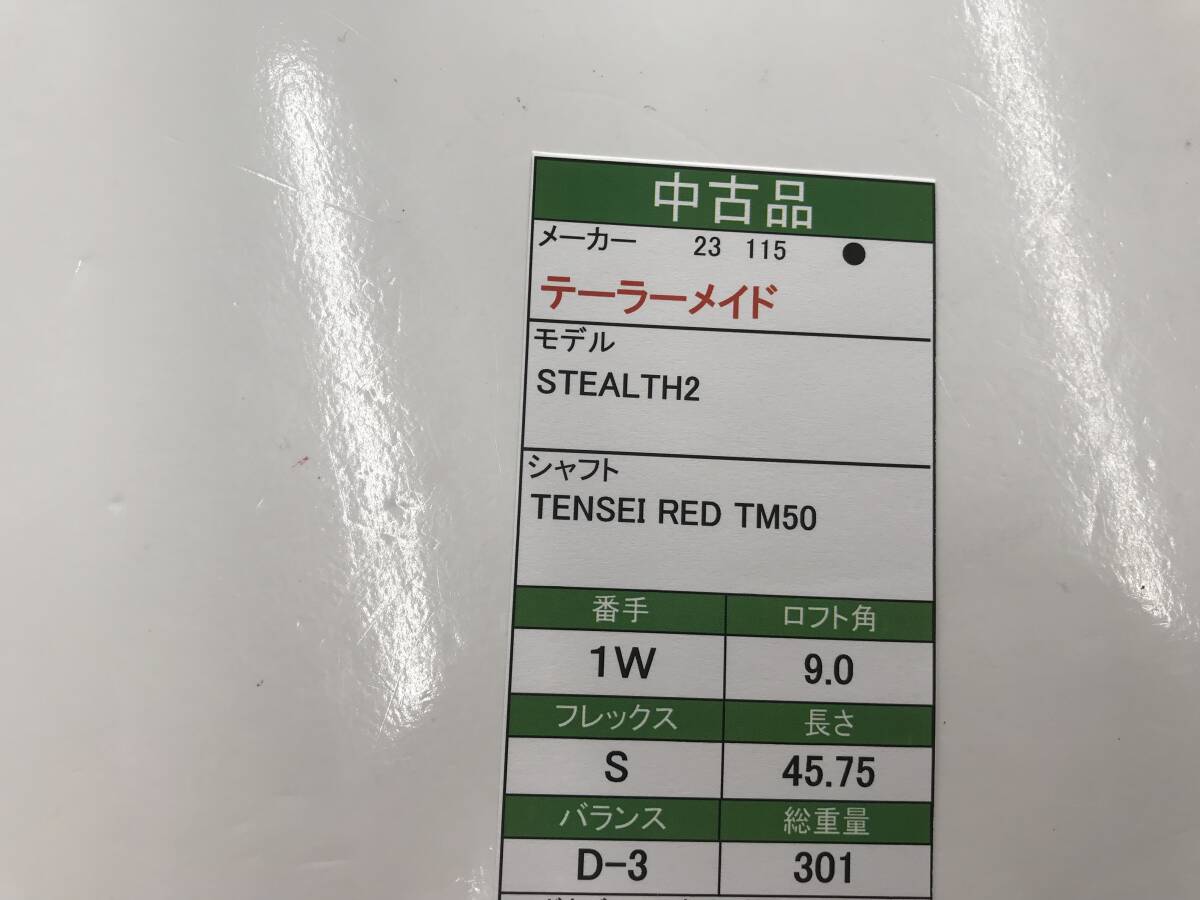 中古品
メーカー 23 115 ●
テーラーメイド
モデル
STEALTH2
シャフト
TENSEI RED TM50
番手 ロフト角
1W 9.0
フレックス 長さ
S 45.75
バランス 総重量
D-3 301